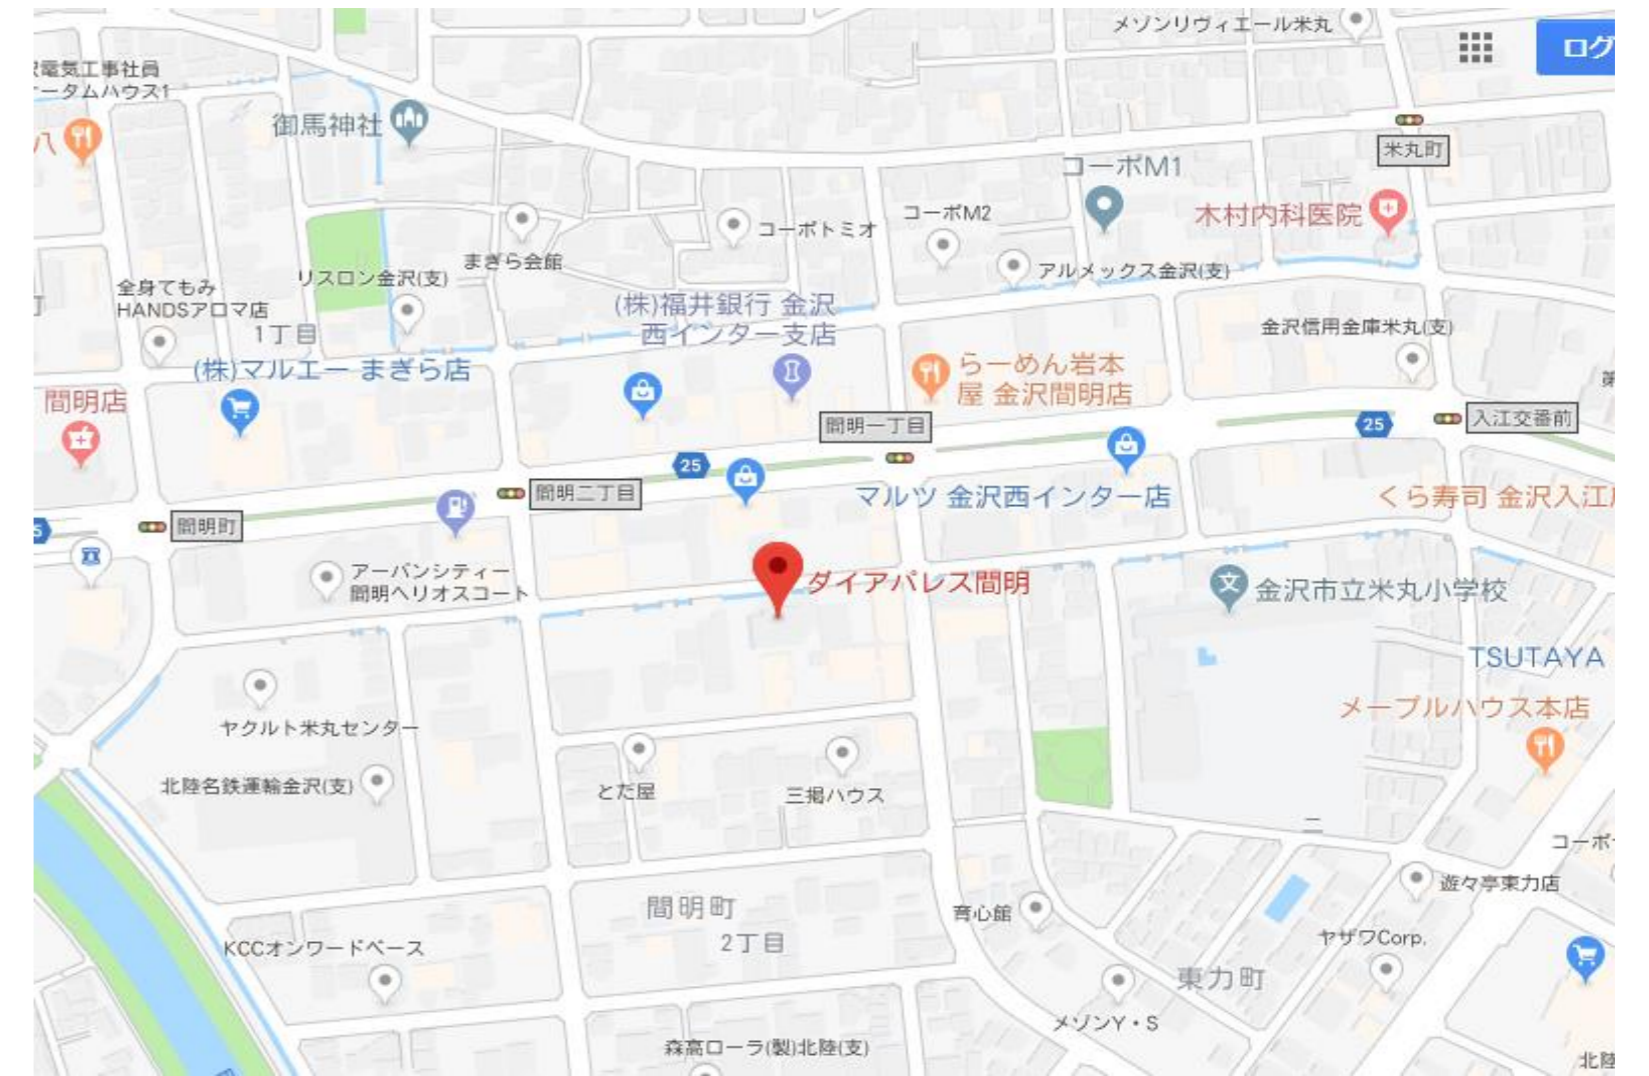 メゾンリヴィエール米丸
ログ
電気工事社員
ータムハウス1
八
御馬神社
米丸町
コーポM1
木村内科医院
コーポM2
コーポトミオ
まぎら会館
アルメックス金沢(支)
リスロン金沢(支)
全身てもみ
HANDSアロマ店
1丁目
(株)福井銀行 金沢
西インター支店
金沢信用金庫米丸(支)
(株)マルエー まぎら店
らーめん岩本
屋 金沢間明店
間明店
間明一丁目
25
入江交番前
25
間明二丁目
マルツ 金沢西インター店
くら寿司 金沢入江
間明町
5
アーバンシティー
間明ヘリオスコート
ダイアパレス間明
文
金沢市立米丸小学校
TSUTAYA
メープルハウス本店
ヤクルト米丸センター
北陸名鉄運輸金沢(支)
とだ屋
三掲ハウス
二
コーポ
遊々亭東力店
間明町
2丁目
育心館
ヤザワCorp.
KCCオンワードベース
東力町
メゾンY・S
森高ローラ(製)北陸(支)
北陸